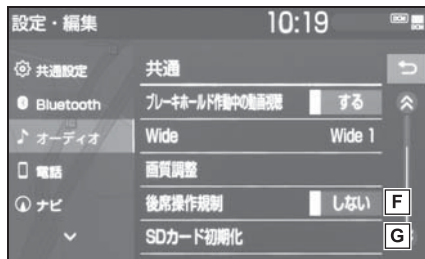 設定・編集
10:19
DCM
共通設定
Bluetooth
オーディオ
電話
ナビ
共通
ブレーキホールド作動中の動画視聴 する
Wide Wide 1
画質調整
後席操作規制 しない F
SDカード初期化 G